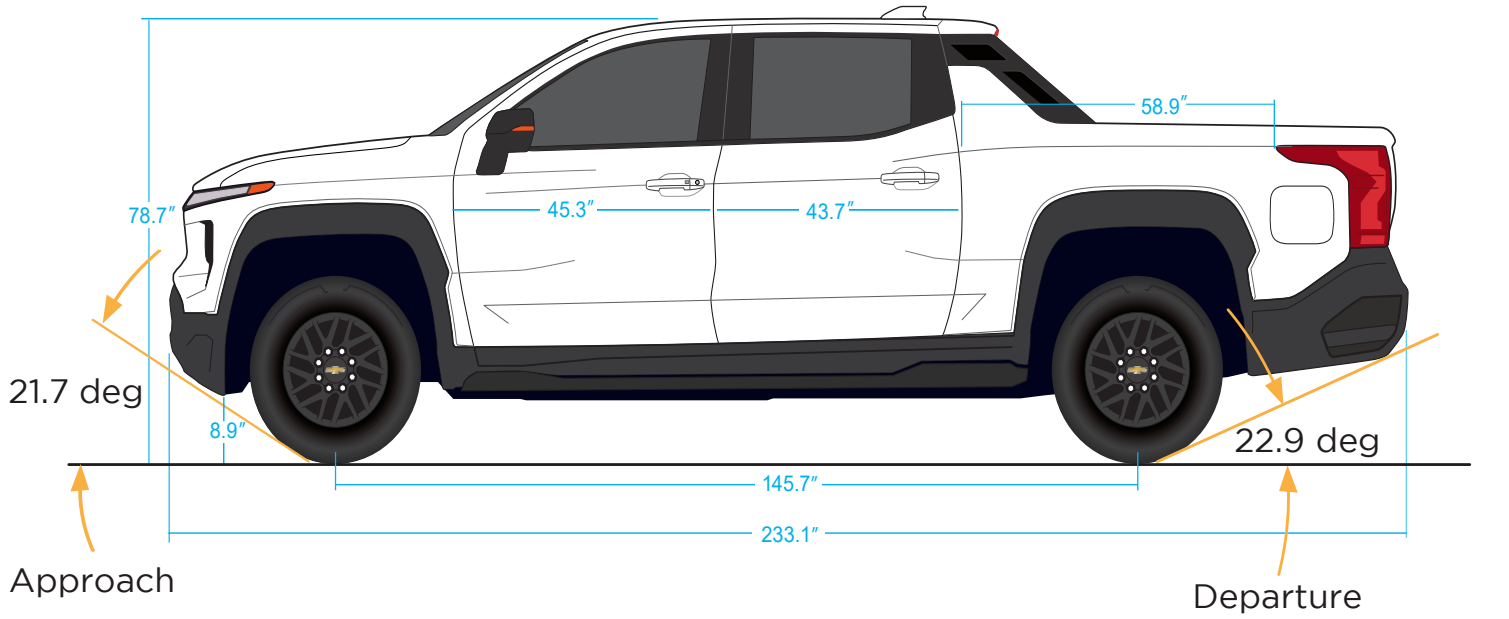 58.9″
78.7″
45.3″
43.7″
21.7 deg
8.9″
22.9 deg
145.7″
233.1″
Approach
Departure